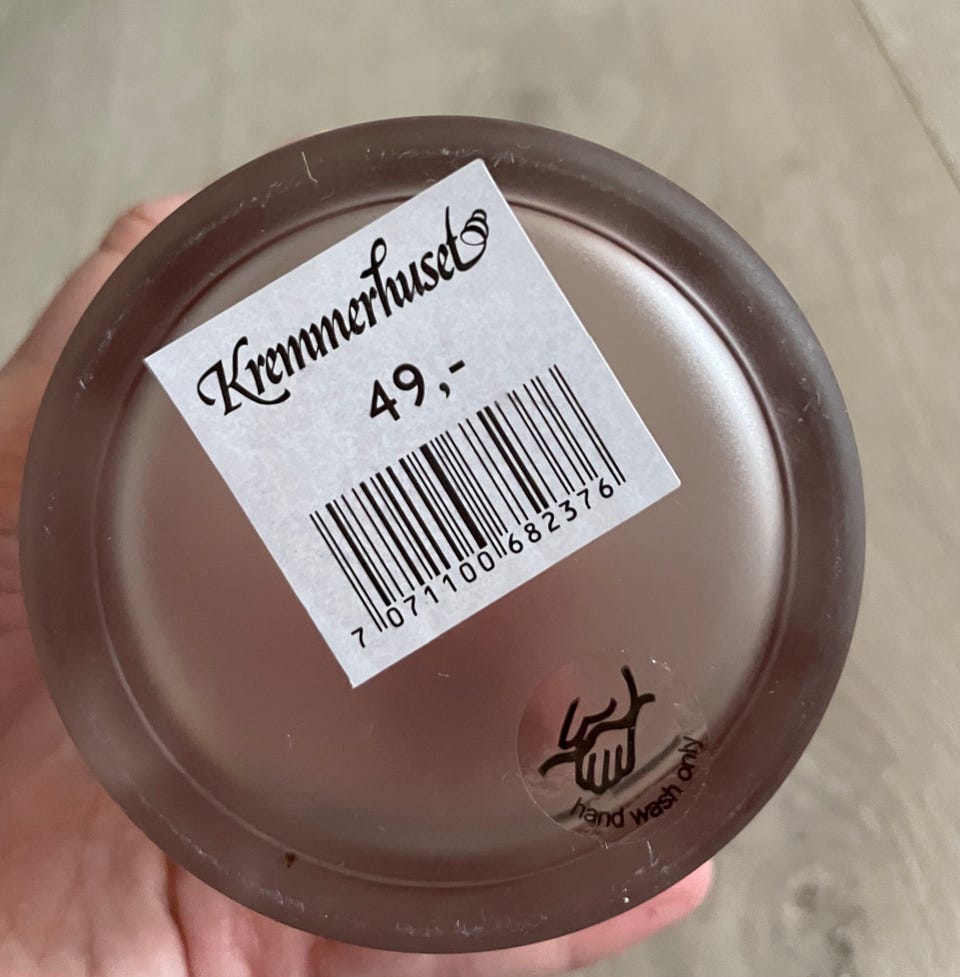 Kremmerhuset
49,-
7 071100 682376
hand wash only